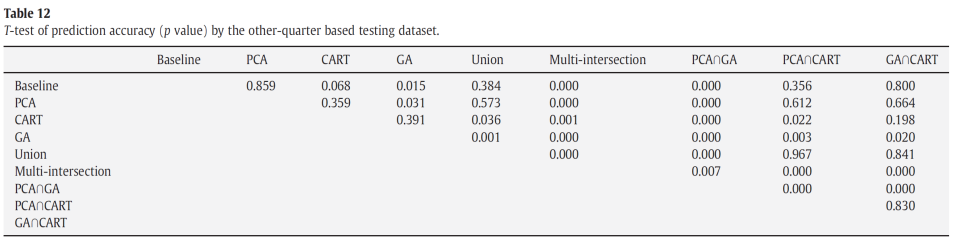 Table 12
T-test of prediction accuracy (p value) by the other-quarter based testing dataset.
Baseline PCA CART GA Union Multi-intersection PCA∩GA PCA∩CART GA∩CART
Baseline 0.859 0.068 0.015 0.384 0.000 0.000 0.356 0.800
PCA 0.359 0.031 0.573 0.000 0.000 0.612 0.664
CART 0.391 0.036 0.001 0.000 0.022 0.198
GA 0.001 0.000 0.000 0.003 0.020
Union 0.000 0.000 0.967 0.841
Multi-intersection 0.007 0.000 0.000
PCA∩GA 0.000 0.000
PCA∩CART 0.830
GA∩CART